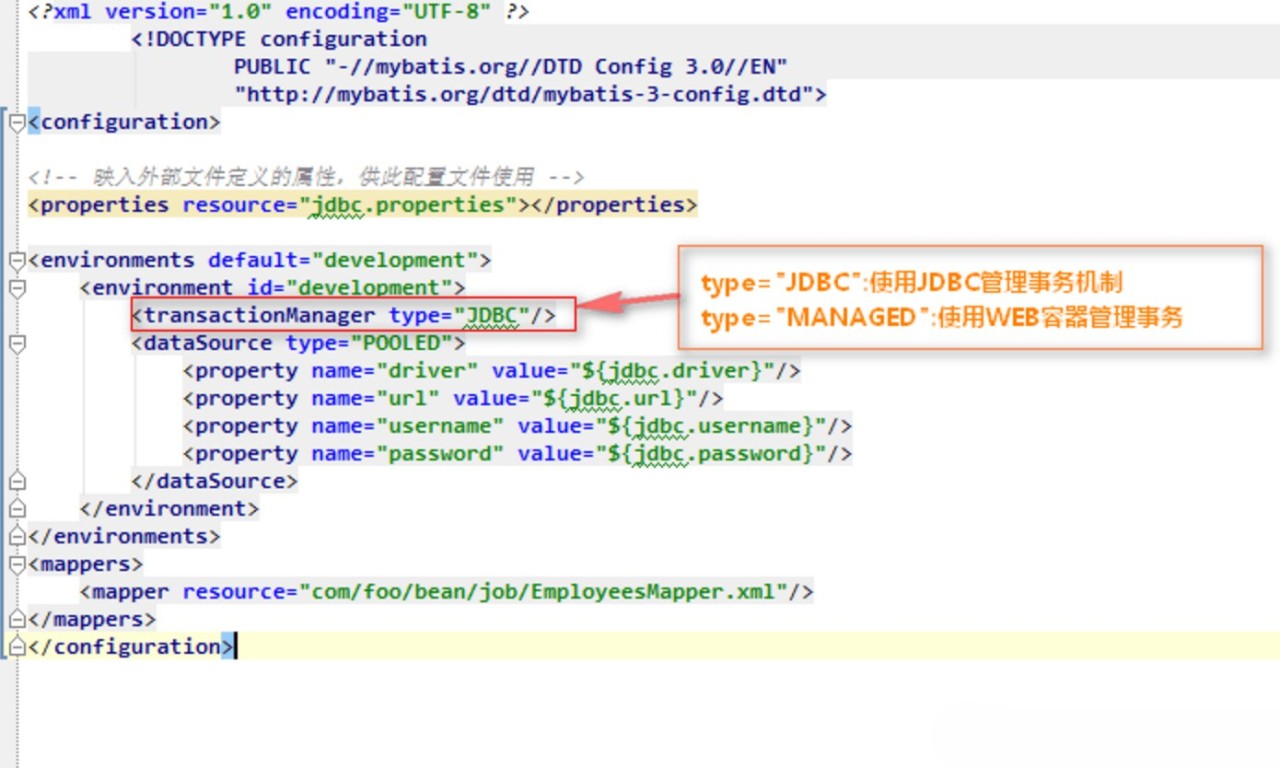 <?xml version="1.0" encoding="UTF-8" ?>
<!DOCTYPE configuration
PUBLIC "-//mybatis.org//DTD Config 3.0//EN"
"http://mybatis.org/dtd/mybatis-3-config.dtd">
<configuration>
<!-- 映入外部文件定义的属性，供此配置文件使用 -->
<properties resource="jdbc.properties"></properties>
<environments default="development">
<environment id="development">
<transactionManager type="JDBC"/>
type="JDBC":使用JDBC管理事务机制
type="MANAGED":使用WEB容器管理事务
<dataSource type="POOLED">
<property name="driver" value="${jdbc.driver}"/>
<property name="url" value="${jdbc.url}"/>
<property name="username" value="${jdbc.username}"/>
<property name="password" value="${jdbc.password}"/>
</dataSource>
</environment>
</environments>
<mappers>
<mapper resource="com/foo/bean/job/EmployeesMapper.xml"/>
</mappers>
</configuration>